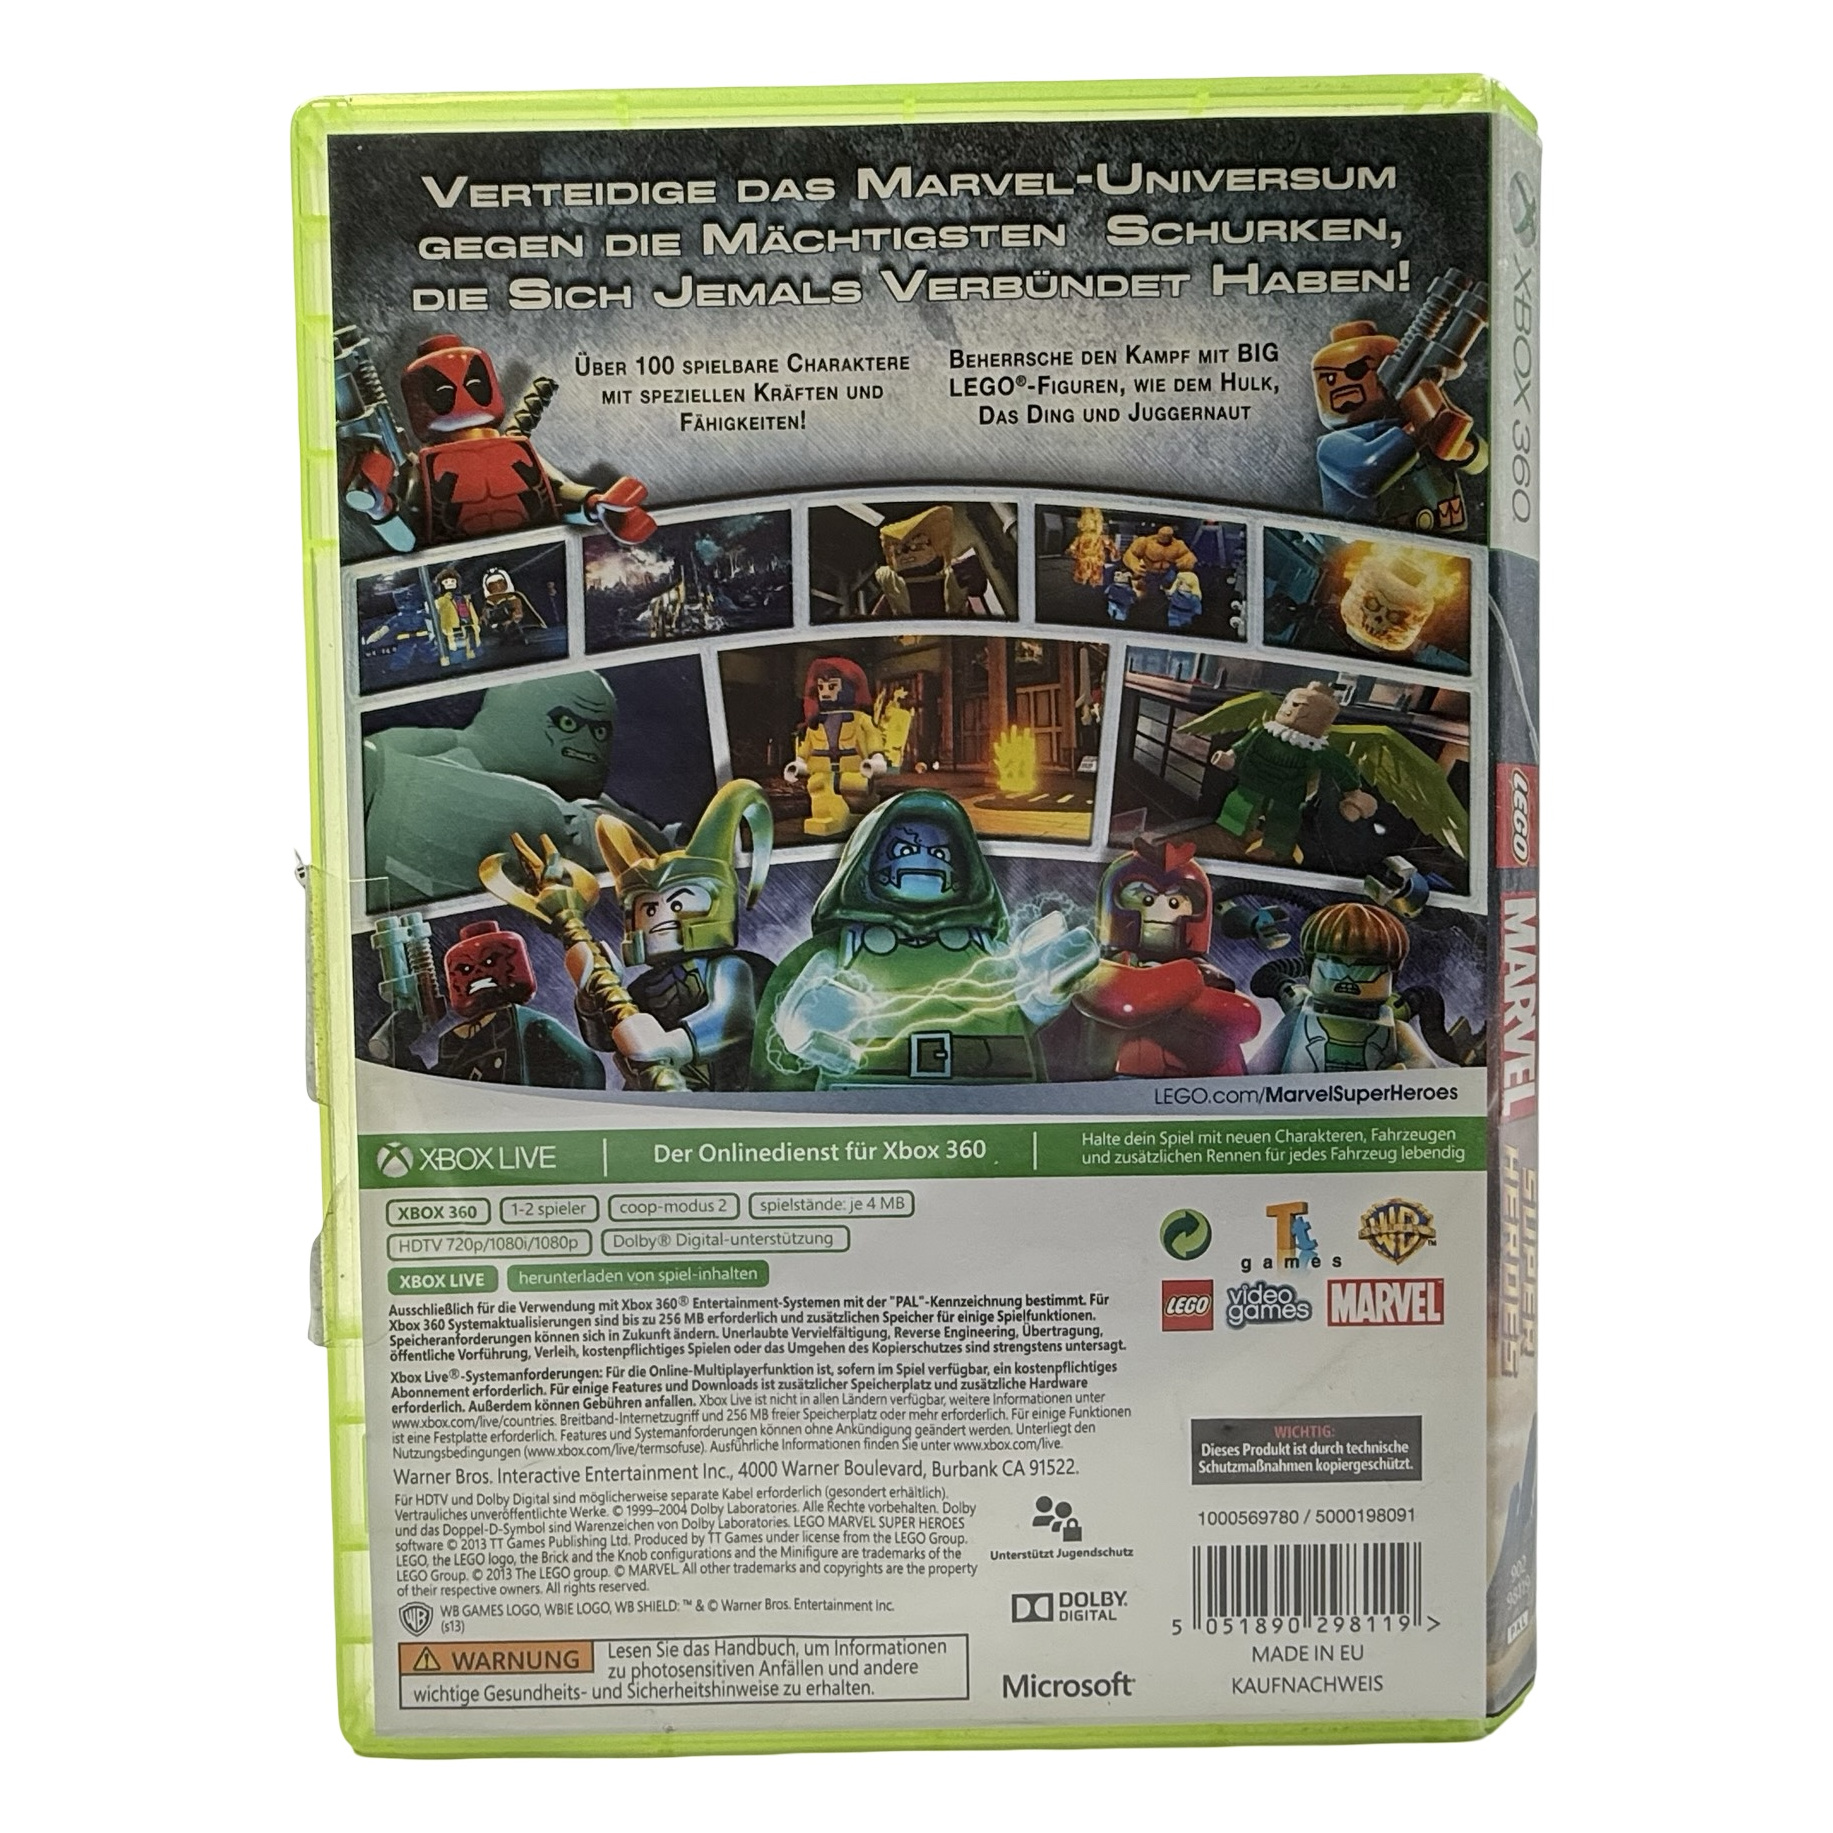 VERTEIDIGE DAS MARVEL-UNIVERSUM
GEGEN DIE MÄCHTIGSTEN SCHURKEN,
DIE SICH JEMALS VERBÜNDET HABEN!
ÜBER 100 SPIELBARE CHARAKTERE
MIT SPEZIELLEN KRÄFTEN UND
FÄHIGKEITEN!
BEHERRSCHE DEN KAMPF MIT BIG
LEGO®-FIGUREN, WIE DEM HULK,
DAS DING UND JUGGERNAUT
LEGO.com/MarvelSuperHeroes
XBOX LIVE
Der Onlinedienst für Xbox 360
Halte dein Spiel mit neuen Charakteren, Fahrzeugen
und zusätzlichen Rennen für jedes Fahrzeug lebendig
XBOX 360 1-2 spieler coop-modus 2 spielstände: je 4 MB
HDTV 720p/1080i/1080p Dolby® Digital-unterstützung
XBOX LIVE herunterladen von spiel-inhalten
Ausschließlich für die Verwendung mit Xbox 360® Entertainment-Systemen mit der "PAL"-Kennzeichnung bestimmt. Für
Xbox 360 Systemaktualisierungen sind bis zu 256 MB erforderlich und zusätzlichen Speicher für einige Spielfunktionen.
Speicheranforderungen können sich in Zukunft ändern. Unerlaubte Vervielfältigung, Reverse Engineering, Übertragung,
öffentliche Vorführung, Verleih, kostenpflichtiges Spielen oder das Umgehen des Kopierschutzes sind strengstens untersagt.
Xbox Live®-Systemanforderungen: Für die Online-Multiplayerfunktion ist, sofern im Spiel verfügbar, ein kostenpflichtiges
Abonnement erforderlich. Für einige Features und Downloads ist zusätzlicher Speicherplatz und zusätzliche Hardware
erforderlich. Außerdem können Gebühren anfallen. Xbox Live ist nicht in allen Ländern verfügbar, weitere Informationen unter
www.xbox.com/live/countries. Breitband-Internetzugriff und 256 MB freier Speicherplatz oder mehr erforderlich. Für einige Funktionen
ist eine Festplatte erforderlich. Features und Systemanforderungen können ohne Ankündigung geändert werden. Unterliegt den
Nutzungsbedingungen (www.xbox.com/live/termsofuse). Ausführliche Informationen finden Sie unter www.xbox.com/live.
Warner Bros. Interactive Entertainment Inc., 4000 Warner Boulevard, Burbank CA 91522.
Für HDTV und Dolby Digital sind möglicherweise separate Kabel erforderlich (gesondert erhältlich).
Vertrauliches unveröffentlichte Werke. © 1999–2004 Dolby Laboratories. Alle Rechte vorbehalten. Dolby
und das Doppel-D-Symbol sind Warenzeichen von Dolby Laboratories. LEGO MARVEL SUPER HEROES
software © 2013 TT Games Publishing Ltd. Produced by TT Games under license from the LEGO Group.
LEGO, the LEGO logo, the Brick and the Knob configurations and the Minifigure are trademarks of the
LEGO Group. © 2013 The LEGO group. © MARVEL. All other trademarks and copyrights are the property
of their respective owners. All rights reserved.
WB GAMES LOGO, WBIE LOGO, WB SHIELD: ™ & © Warner Bros. Entertainment Inc.
(s13)
WARNUNG
Lesen Sie das Handbuch, um Informationen
zu photosensitiven Anfällen und andere
wichtige Gesundheits- und Sicherheitshinweise zu erhalten.
Unterstützt Jugendschutz
DOLBY.
DIGITAL
Microsoft
Tt
games
WB
LEGO
video
games
MARVEL
WICHTIG:
Dieses Produkt ist durch technische
Schutzmaßnahmen kopiergeschützt.
1000569780 / 5000198091
5 051890 298119 >
MADE IN EU
KAUFNACHWEIS
XBOX 360
LEGO
MARVEL
SUPER
HEROES
PAL